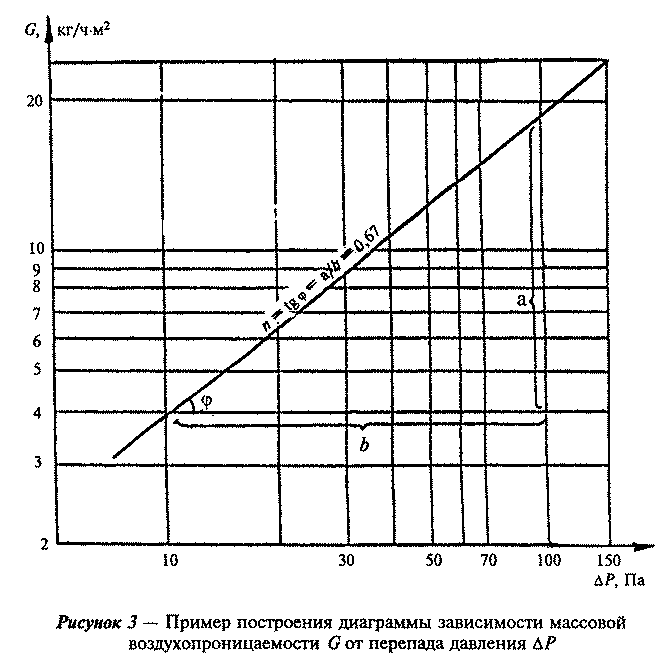 G, кг/ч·м²
20
10
9
8
7
6
5
4
3
2
n = tg φ = a/b = 0,67
a
φ
b
10 30 50 70 100 150
ΔP, Па
Рисунок 3 — Пример построения диаграммы зависимости массовой
воздухопроницаемости G от перепада давления ΔP